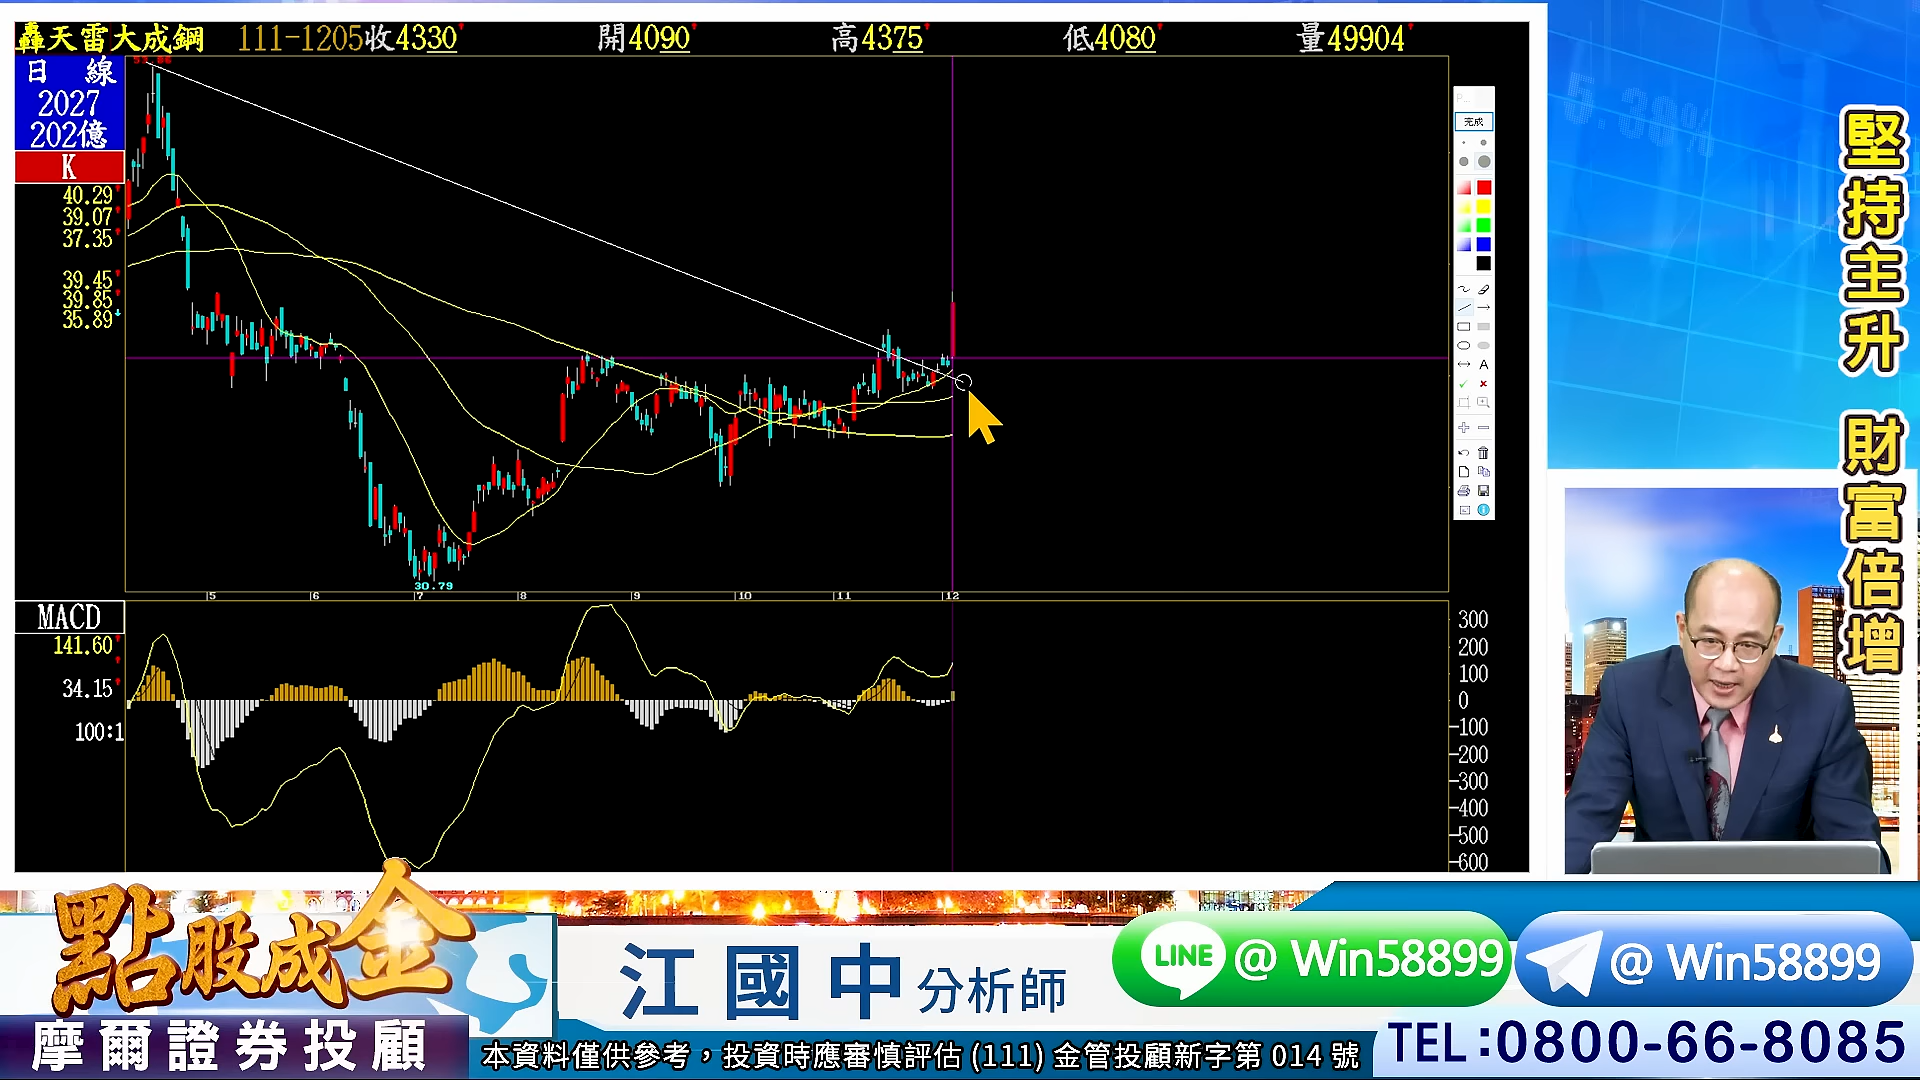 轟天雷大成鋼 111-1205收4330 開4090 高4375 低4080 量49904
日 線
2027
202億
K
40.29
39.07
37.35
39.45
39.85
35.89
30.79
5 6 7 8 9 10 11 12
完成
A
MACD
141.60
34.15
100:1
300
200
100
0
-100
-200
-300
-400
-500
-600
堅持主升 財富倍增
點股成金
摩爾證券投顧
江國中 分析師
LINE @ Win58899
@ Win58899
TEL:0800-66-8085
本資料僅供參考，投資時應審慎評估 (111) 金管投顧新字第 014 號